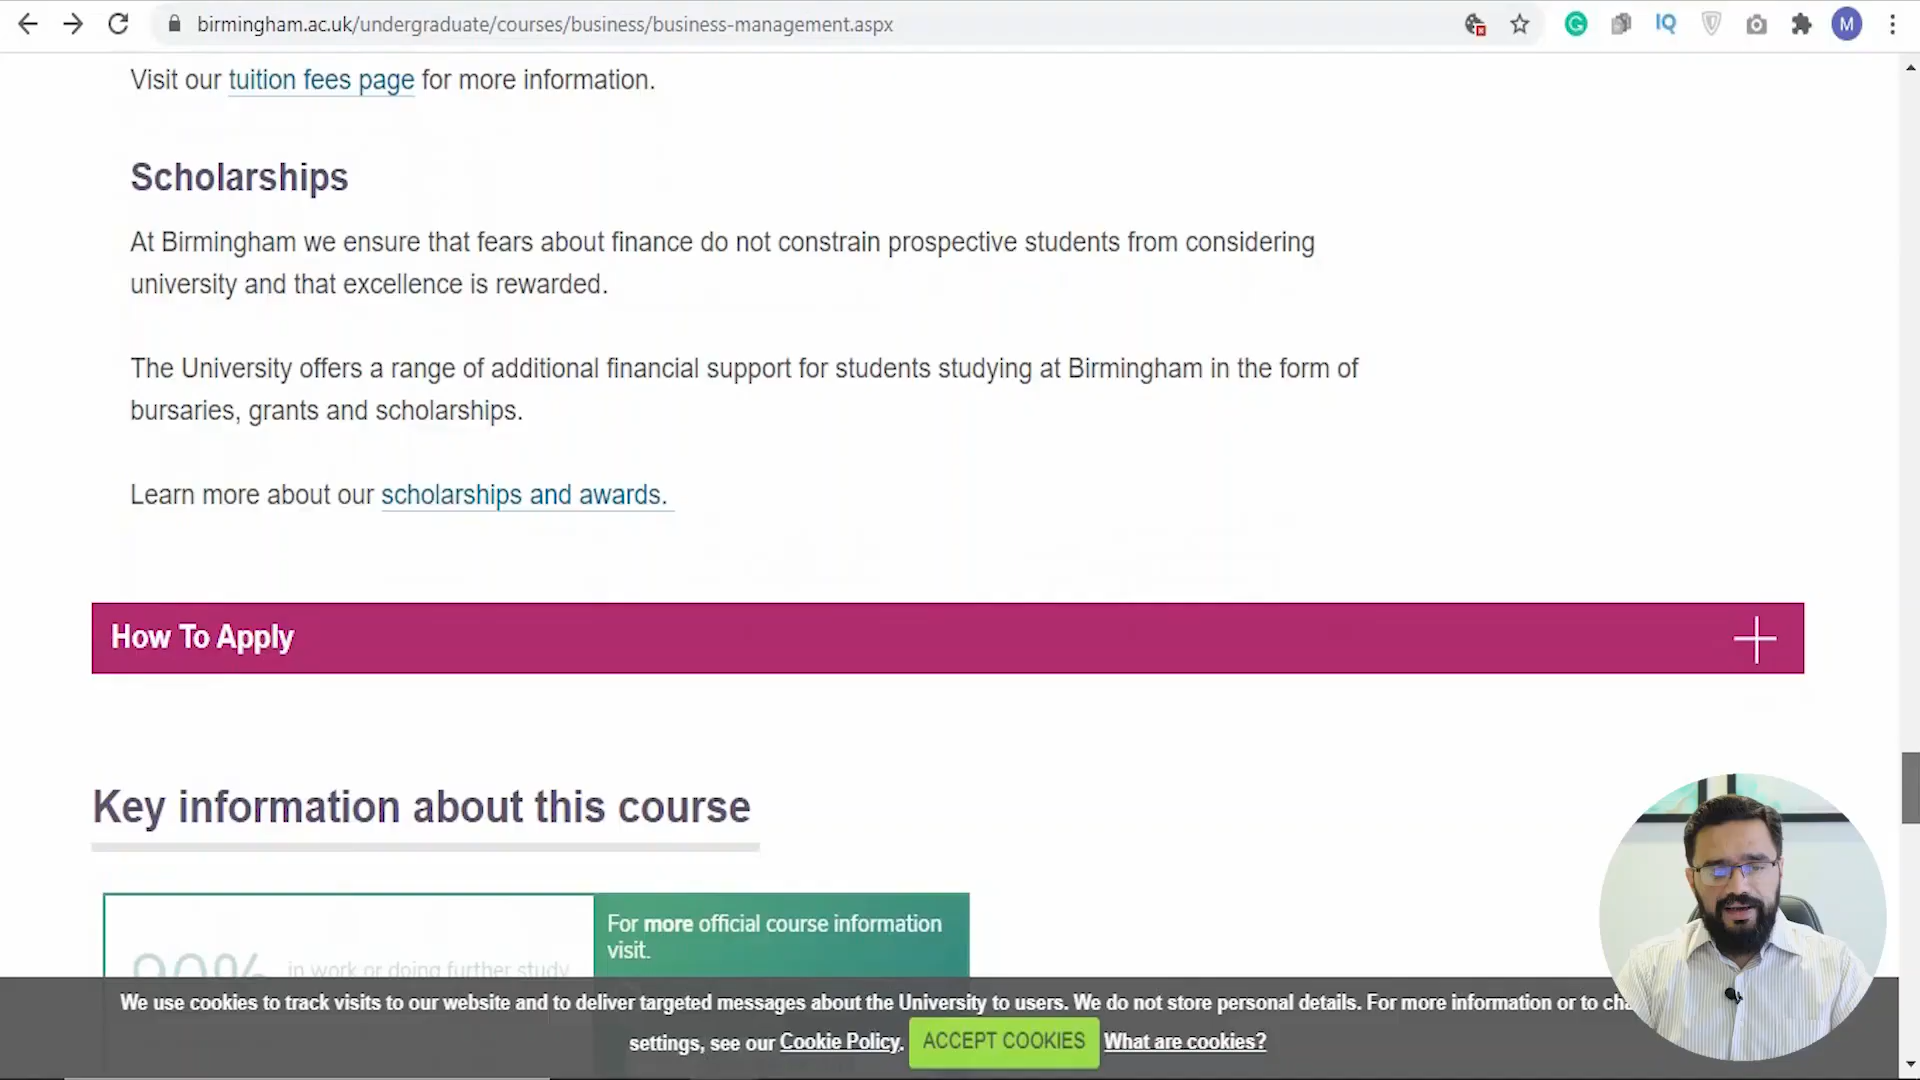 birmingham.ac.uk/undergraduate/courses/business/business-management.aspx
IQ
M
Visit our tuition fees page for more information.
Scholarships
At Birmingham we ensure that fears about finance do not constrain prospective students from considering
university and that excellence is rewarded.
The University offers a range of additional financial support for students studying at Birmingham in the form of
bursaries, grants and scholarships.
Learn more about our scholarships and awards.
How To Apply
Key information about this course
For more official course information
visit.
90% in work or doing further study
We use cookies to track visits to our website and to deliver targeted messages about the University to users. We do not store personal details. For more information or to
settings, see our Cookie Policy. ACCEPT COOKIES What are cookies?